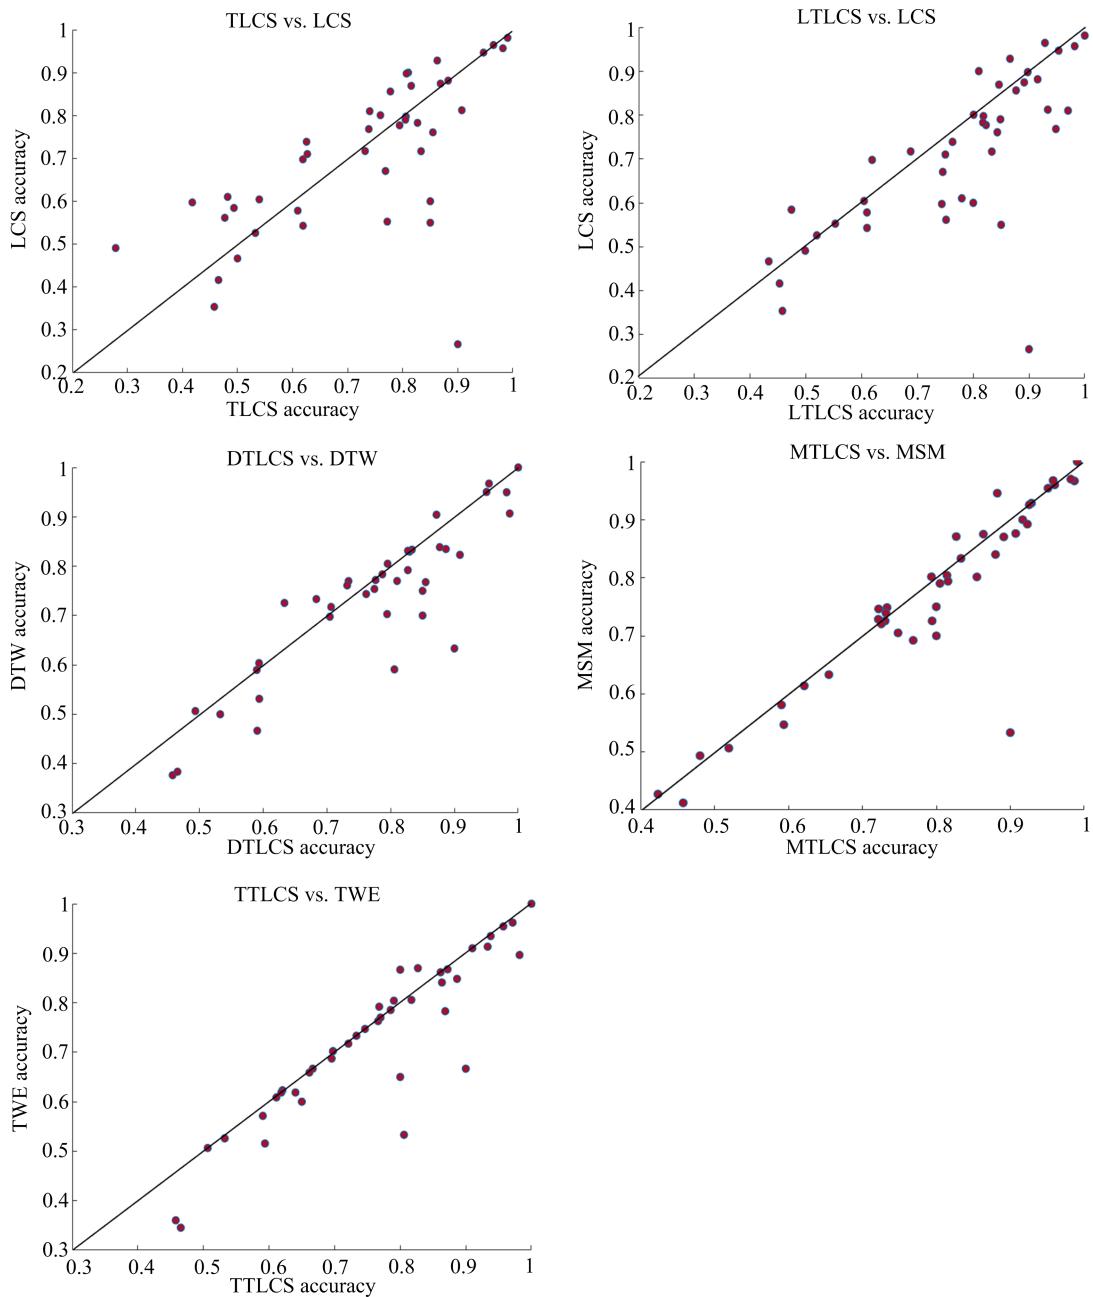 TLCS vs. LCS
1
0.9
0.8
0.7
0.6
0.5
0.4
0.3
0.2
LCS accuracy
0.2 0.3 0.4 0.5 0.6 0.7 0.8 0.9 1
TLCS accuracy
LTLCS vs. LCS
1
0.9
0.8
0.7
0.6
0.5
0.4
0.3
0.2
LCS accuracy
0.2 0.3 0.4 0.5 0.6 0.7 0.8 0.9 1
LTLCS accuracy
DTLCS vs. DTW
1
0.9
0.8
0.7
0.6
0.5
0.4
0.3
DTW accuracy
0.3 0.4 0.5 0.6 0.7 0.8 0.9 1
DTLCS accuracy
MTLCS vs. MSM
1
0.9
0.8
0.7
0.6
0.5
0.4
MSM accuracy
0.4 0.5 0.6 0.7 0.8 0.9 1
MTLCS accuracy
TTLCS vs. TWE
1
0.9
0.8
0.7
0.6
0.5
0.4
0.3
TWE accuracy
0.3 0.4 0.5 0.6 0.7 0.8 0.9 1
TTLCS accuracy